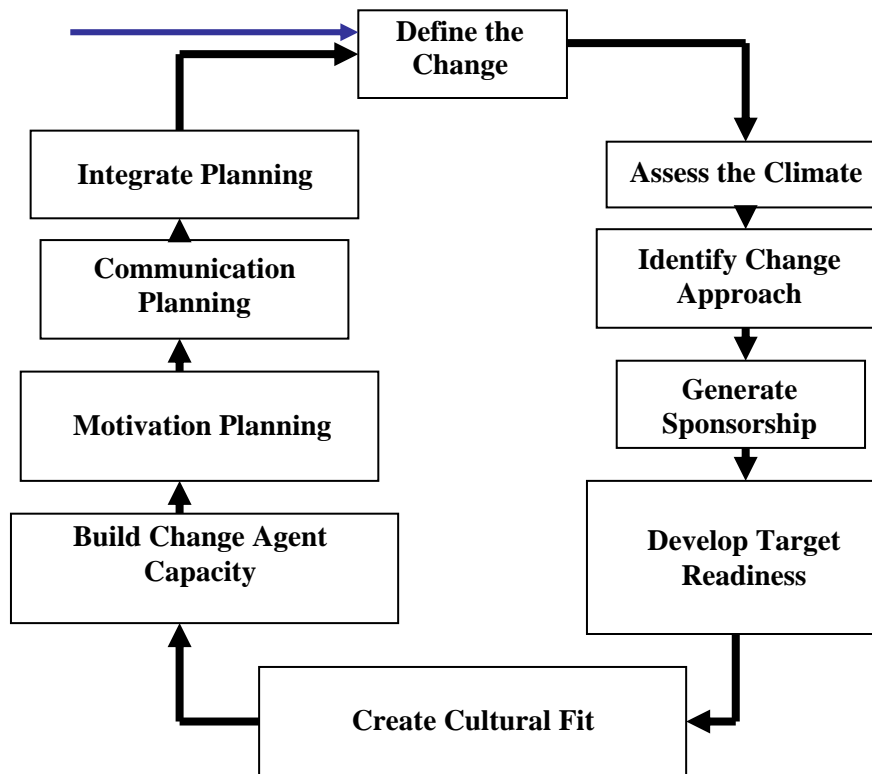 Define the
Change
Assess the Climate
Identify Change
Approach
Generate
Sponsorship
Develop Target
Readiness
Create Cultural Fit
Build Change Agent
Capacity
Motivation Planning
Communication
Planning
Integrate Planning